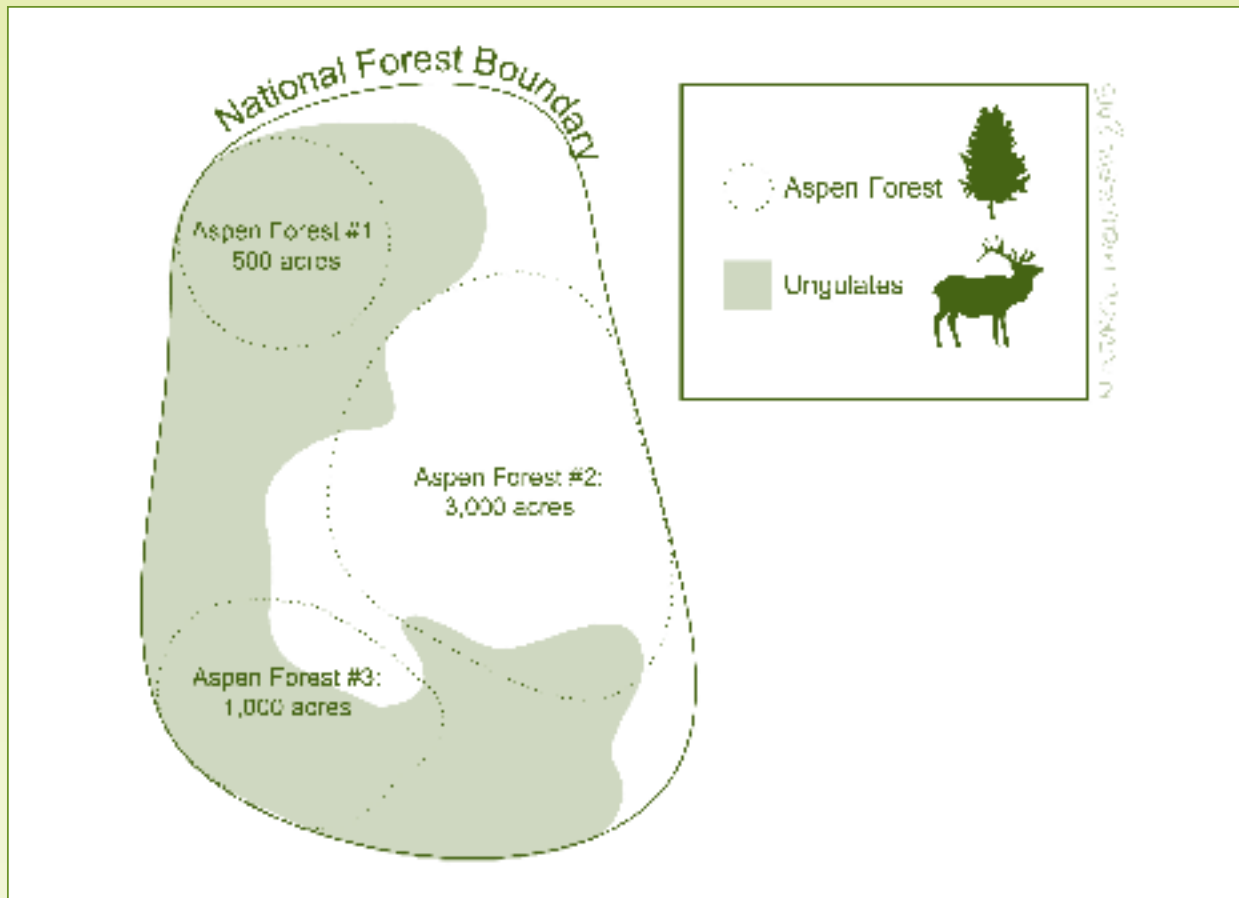 National Forest Boundary
Aspen Forest #1
500 acres
Aspen Forest #2:
3,000 acres
Aspen Forest #3:
1,000 acres
Aspen Forest
Ungulates